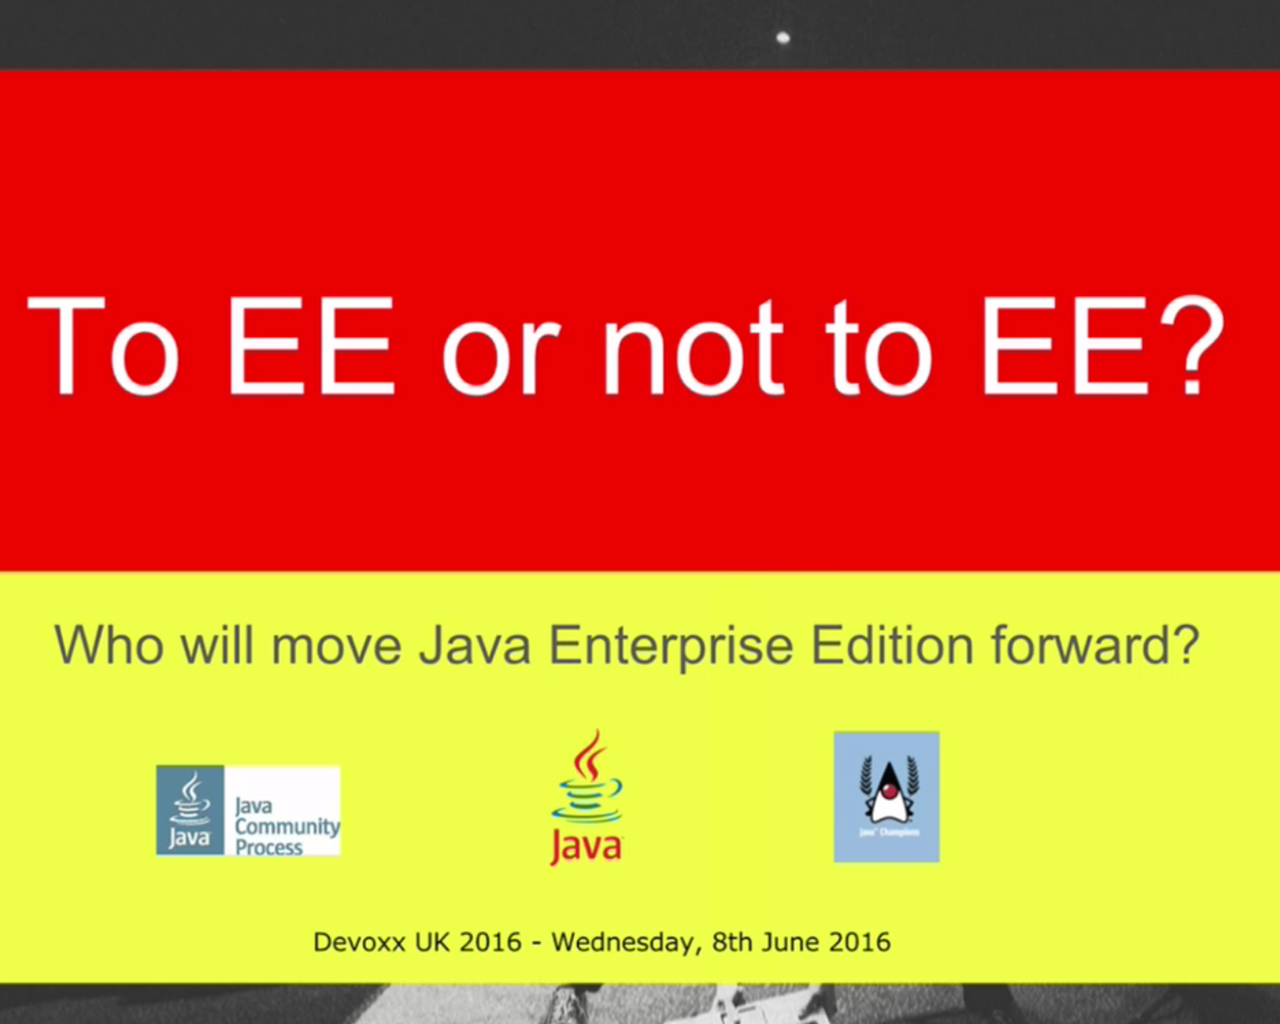 To EE or not to EE?
Who will move Java Enterprise Edition forward?
Java
Java
Community
Process
Java
Java™ Champions
Devoxx UK 2016 - Wednesday, 8th June 2016